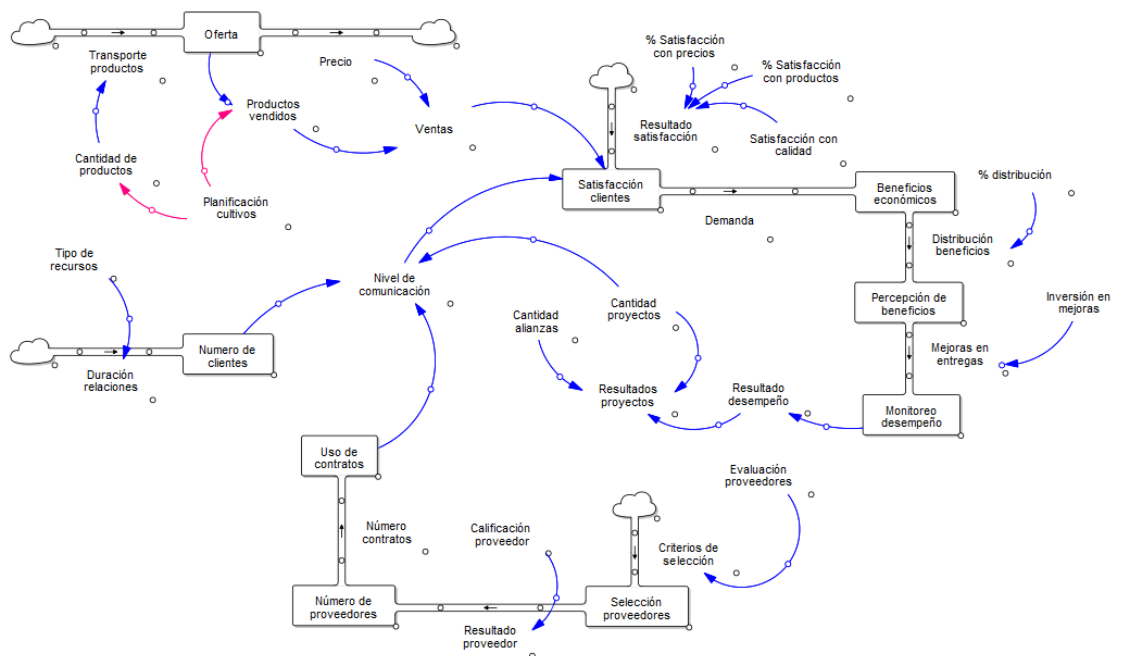 Oferta
Transporte
productos
Precio
% Satisfacción
con precios
% Satisfacción
con productos
Productos
vendidos
Ventas
Resultado
satisfacción
Satisfacción con
calidad
Cantidad de
productos
Planificación
cultivos
Satisfacción
clientes
Demanda
Beneficios
económicos
% distribución
Distribución
beneficios
Tipo de
recursos
Nivel de
comunicación
Cantidad
proyectos
Cantidad
alianzas
Percepción de
beneficios
Inversión en
mejoras
Numero de
clientes
Duración
relaciones
Mejoras en
entregas
Resultados
proyectos
Resultado
desempeño
Monitoreo
desempeño
Uso de
contratos
Evaluación
proveedores
Número
contratos
Calificación
proveedor
Criterios de
selección
Número de
proveedores
Selección
proveedores
Resultado
proveedor